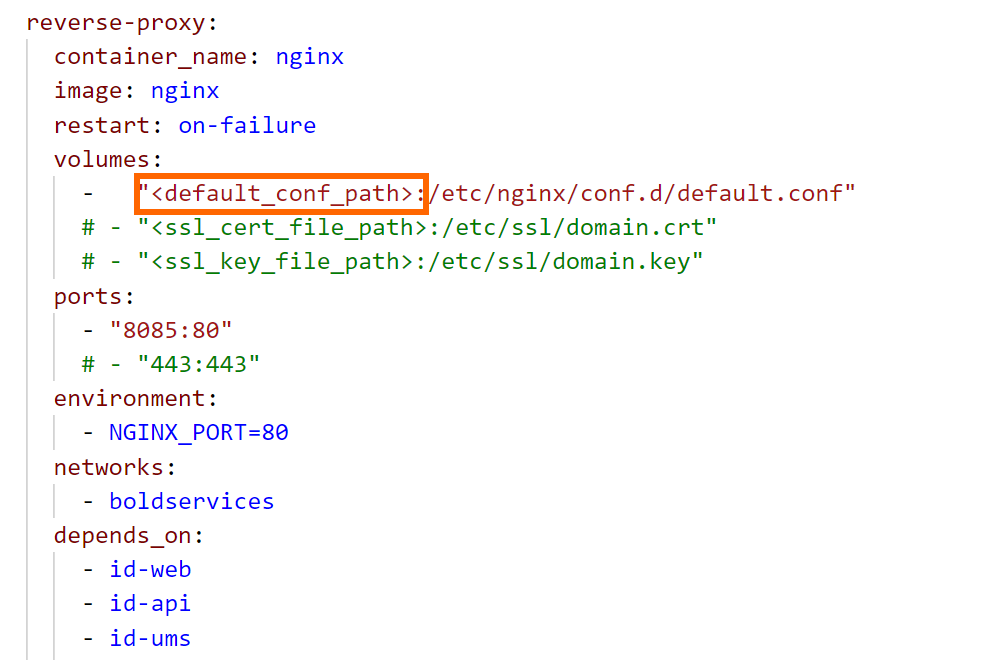 reverse-proxy:
container_name: nginx
image: nginx
restart: on-failure
volumes:
- "<default_conf_path>:/etc/nginx/conf.d/default.conf"
# - "<ssl_cert_file_path>:/etc/ssl/domain.crt"
# - "<ssl_key_file_path>:/etc/ssl/domain.key"
ports:
- "8085:80"
# - "443:443"
environment:
- NGINX_PORT=80
networks:
- boldservices
depends_on:
- id-web
- id-api
- id-ums